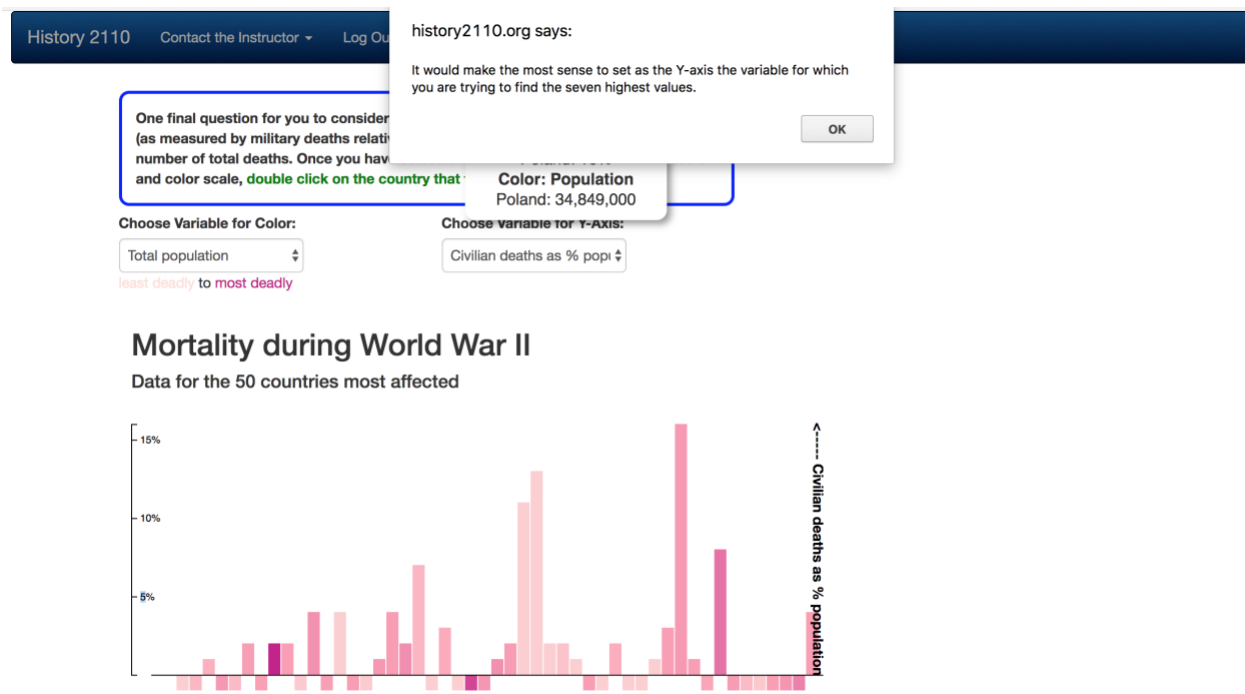 History 2110 Contact the Instructor Log Ou
history2110.org says:
It would make the most sense to set as the Y-axis the variable for which
you are trying to find the seven highest values.
OK
One final question for you to consider
(as measured by military deaths relati
number of total deaths. Once you hav
and color scale, double click on the country that
Color: Population
Poland: 34,849,000
Choose Variable for Color:
Choose Variable for Y-Axis:
Total population
Civilian deaths as % popu
least deadly to most deadly
Mortality during World War II
Data for the 50 countries most affected
15%
10%
5%
<----- Civilian deaths as % population